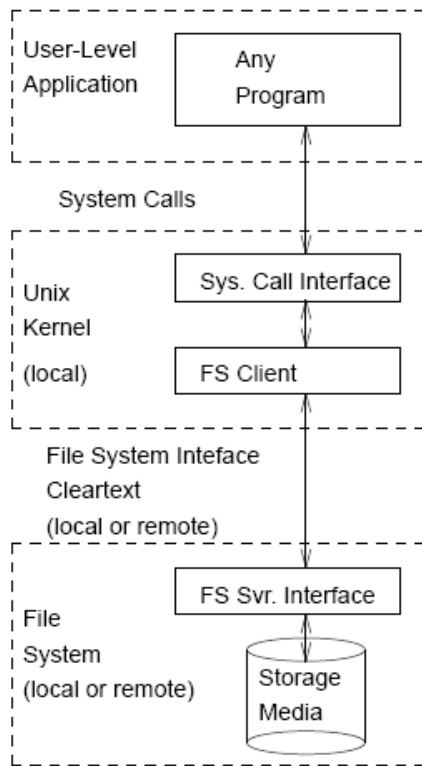 User-Level
Application
Any
Program
System Calls
Unix
Kernel
(local)
Sys. Call Interface
FS Client
File System Inteface
Cleartext
(local or remote)
File
System
(local or remote)
FS Svr. Interface
Storage
Media